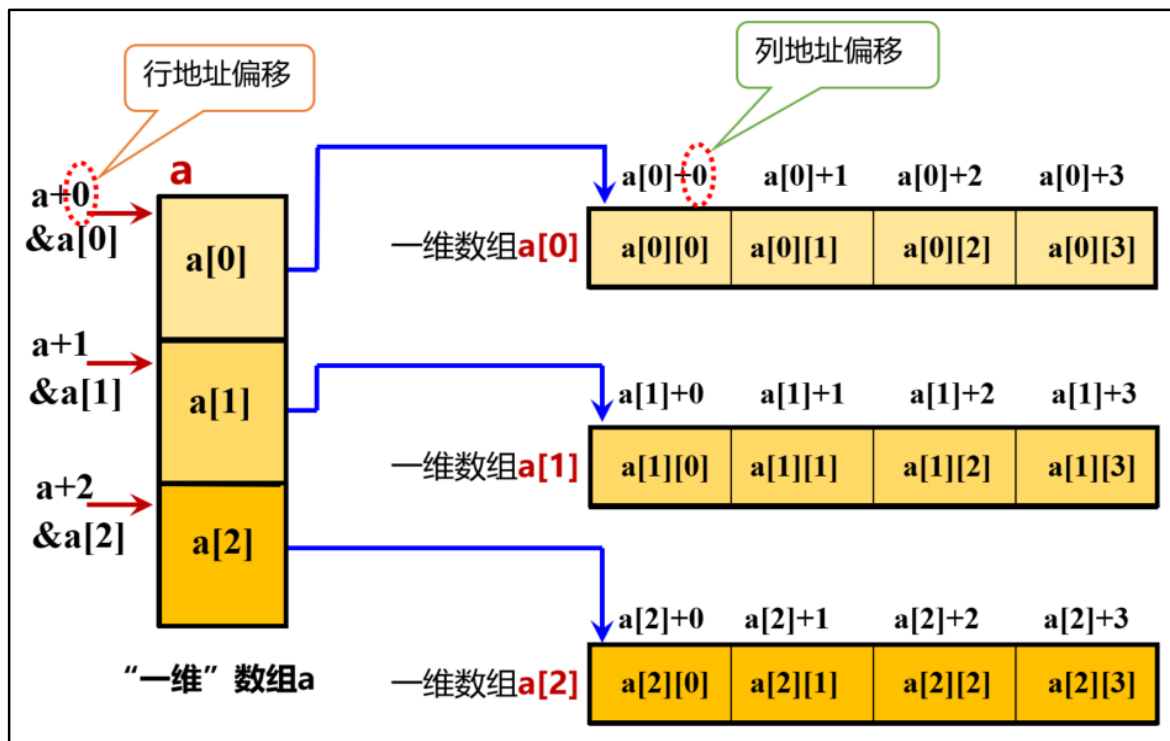 行地址偏移
列地址偏移
a
a+0
&a[0]
a[0]
a[0]+0 a[0]+1 a[0]+2 a[0]+3
一维数组a[0]
a[0][0] a[0][1] a[0][2] a[0][3]
a+1
&a[1]
a[1]
a[1]+0 a[1]+1 a[1]+2 a[1]+3
一维数组a[1]
a[1][0] a[1][1] a[1][2] a[1][3]
a+2
&a[2]
a[2]
a[2]+0 a[2]+1 a[2]+2 a[2]+3
“一维”数组a
一维数组a[2]
a[2][0] a[2][1] a[2][2] a[2][3]